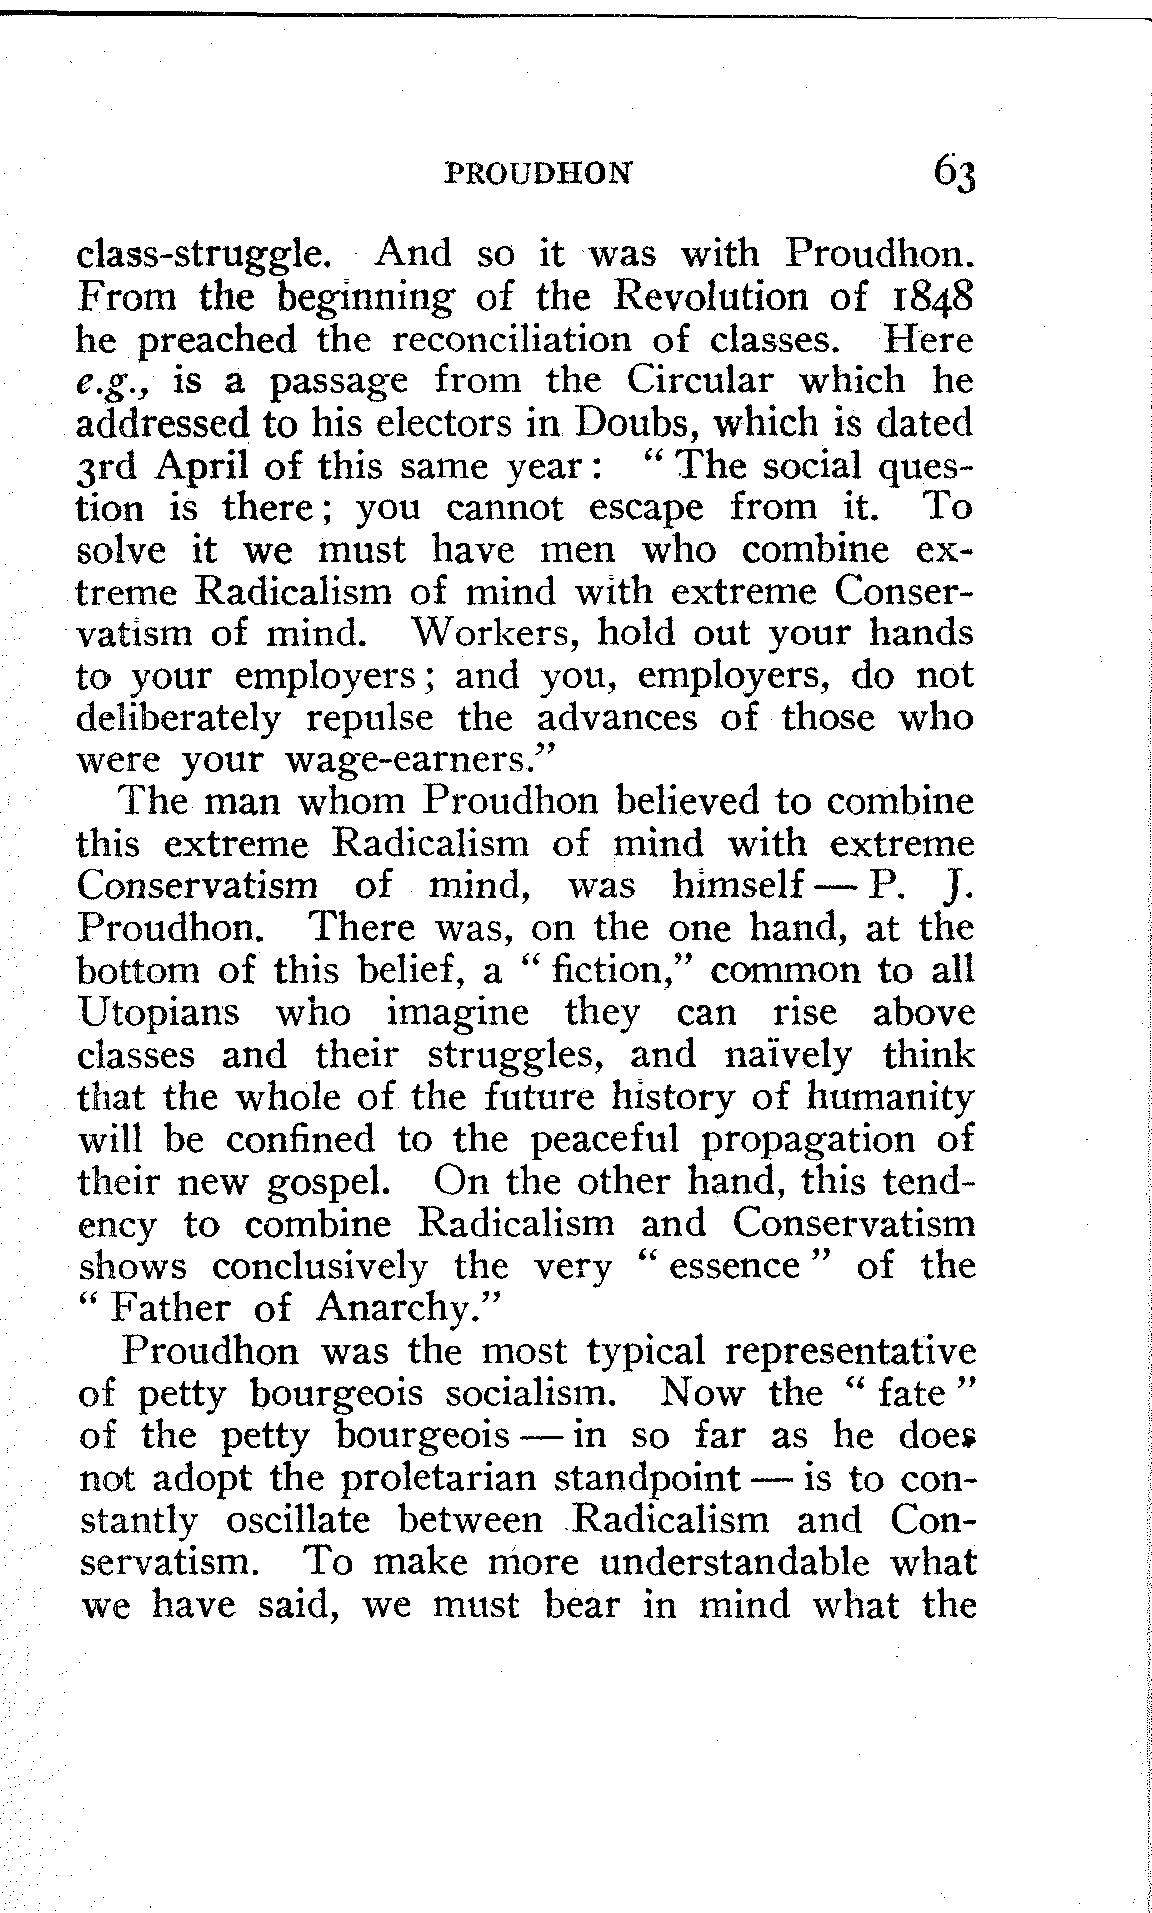 PROUDHON 63
class-struggle. And so it was with Proudhon.
From the beginning of the Revolution of 1848
he preached the reconciliation of classes. Here
e.g., is a passage from the Circular which he
addressed to his electors in Doubs, which is dated
3rd April of this same year: “ The social ques-
tion is there; you cannot escape from it. To
solve it we must have men who combine ex-
treme Radicalism of mind with extreme Conser-
vatism of mind. Workers, hold out your hands
to your employers; and you, employers, do not
deliberately repulse the advances of those who
were your wage-earners.”
The man whom Proudhon believed to combine
this extreme Radicalism of mind with extreme
Conservatism of mind, was himself — P. J.
Proudhon. There was, on the one hand, at the
bottom of this belief, a “ fiction,” common to all
Utopians who imagine they can rise above
classes and their struggles, and naïvely think
that the whole of the future history of humanity
will be confined to the peaceful propagation of
their new gospel. On the other hand, this tend-
ency to combine Radicalism and Conservatism
shows conclusively the very “ essence ” of the
“ Father of Anarchy.”
Proudhon was the most typical representative
of petty bourgeois socialism. Now the “ fate ”
of the petty bourgeois — in so far as he does
not adopt the proletarian standpoint — is to con-
stantly oscillate between Radicalism and Con-
servatism. To make more understandable what
we have said, we must bear in mind what the